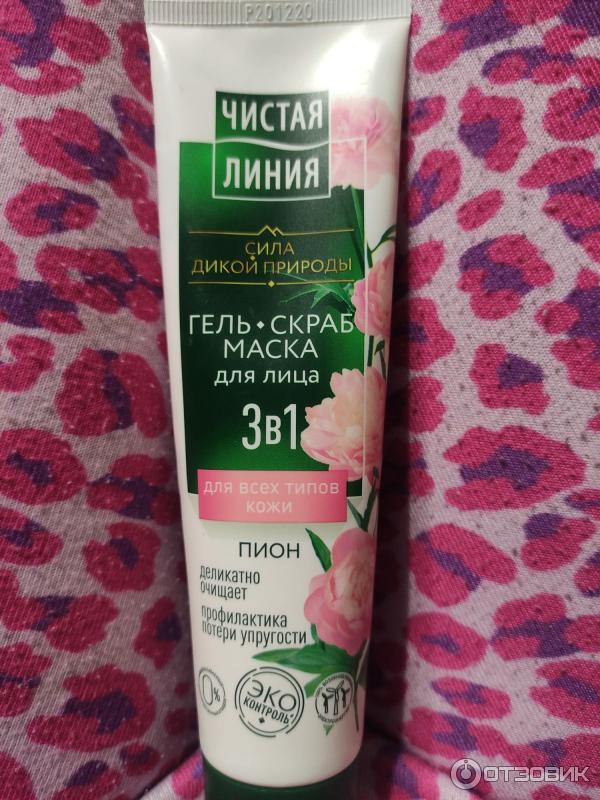 P201220
ЧИСТАЯ
ЛИНИЯ
СИЛА
ДИКОЙ ПРИРОДЫ
ГЕЛЬ • СКРАБ
МАСКА
для лица
3в1
для всех типов
кожи
ПИОН
деликатно
очищает
профилактика
потери упругости
0%
ЭКО
КОНТРОЛЬ
ОТЗОВИК